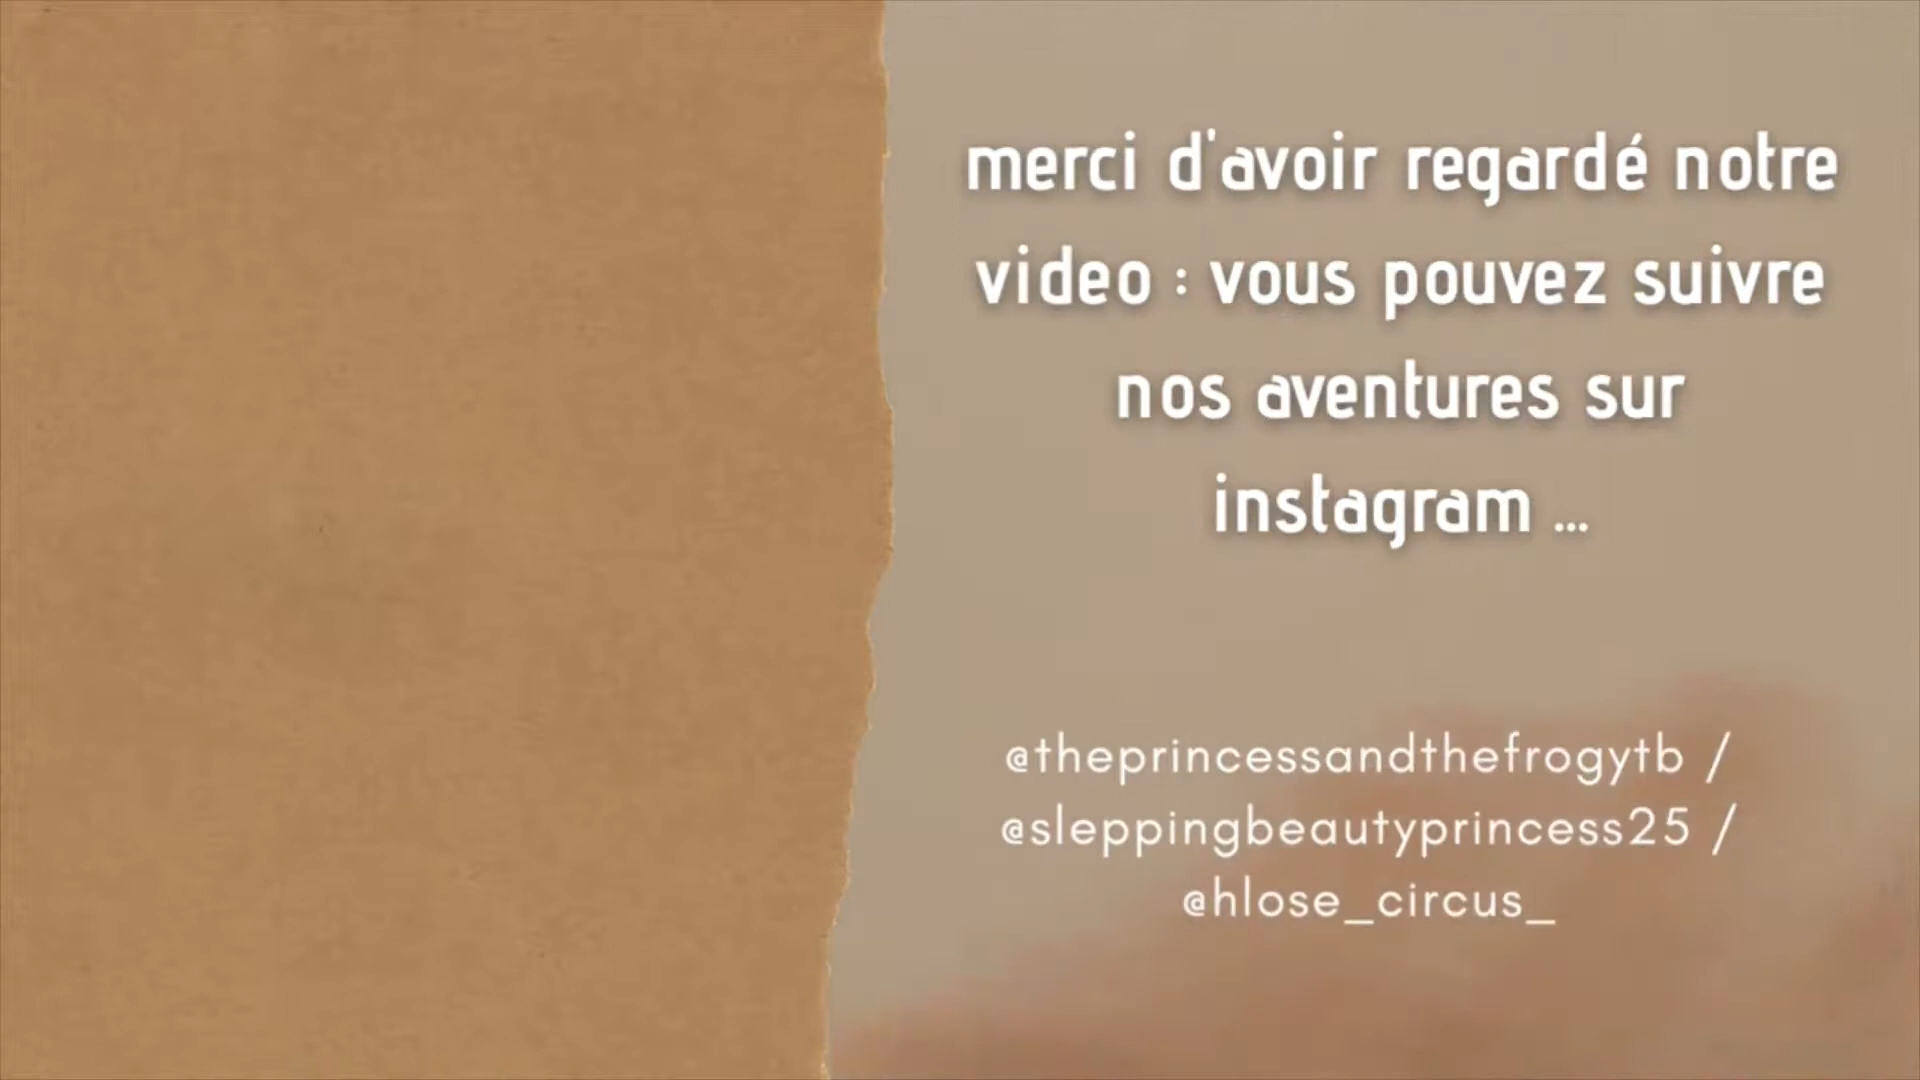 merci d'avoir regardé notre
video : vous pouvez suivre
nos aventures sur
instagram ...
@theprincessandthefrogytb /
@sleppingbeautyprincess25 /
@hlose_circus_